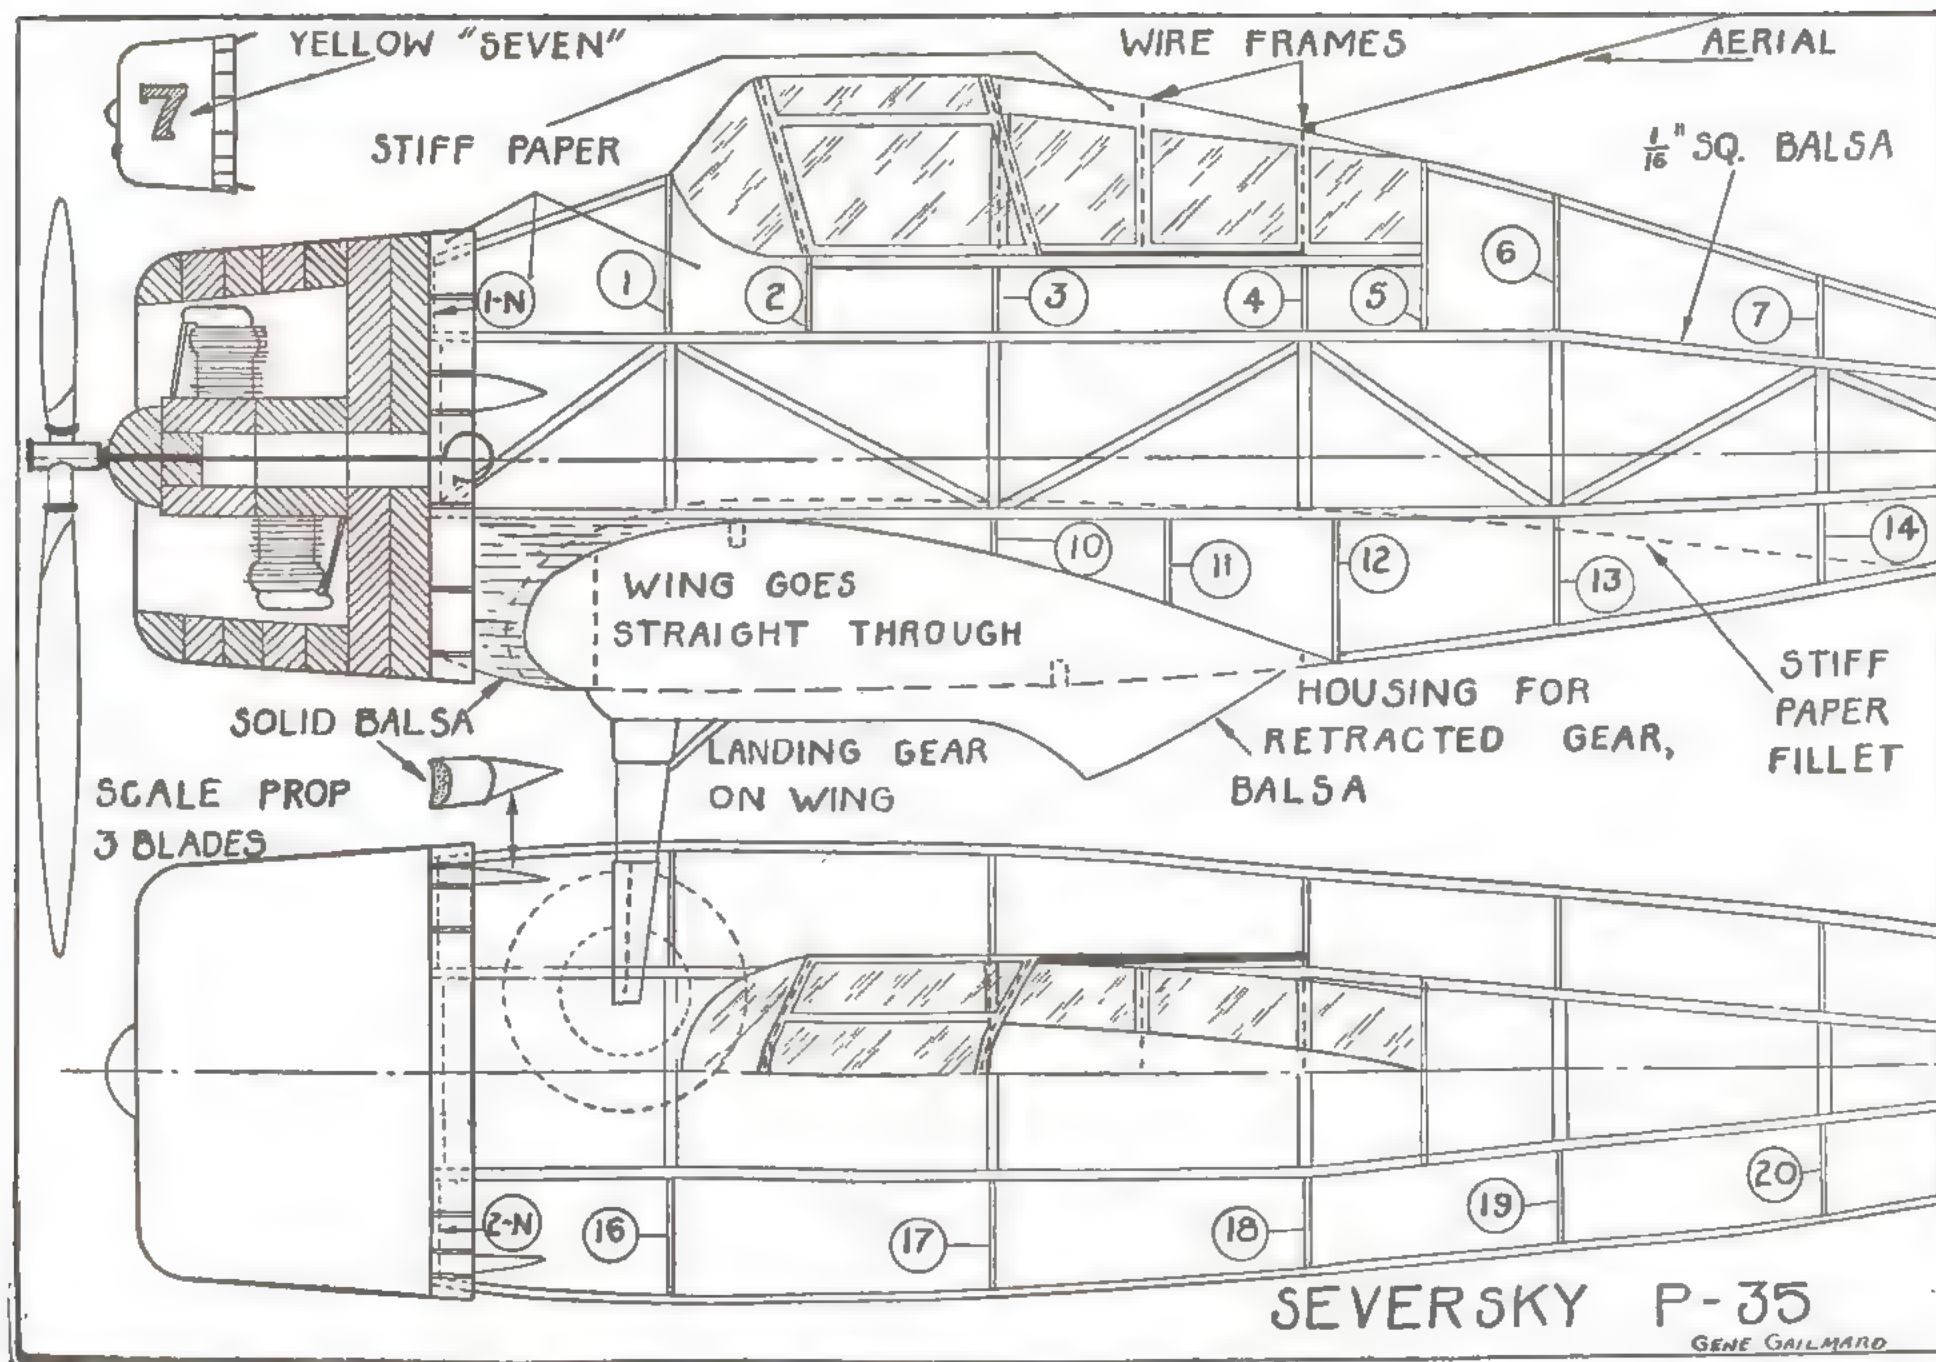 YELLOW "SEVEN"
WIRE FRAMES
AERIAL
7
STIFF PAPER
1/16" SQ. BALSA
1-N
1
2
3
4
5
6
7
10
11
12
13
14
WING GOES
STRAIGHT THROUGH
SOLID BALSA
SCALE PROP
3 BLADES
LANDING GEAR
ON WING
HOUSING FOR
RETRACTED GEAR,
BALSA
STIFF
PAPER
FILLET
2-N
16
17
18
19
20
SEVERSKY P-35
GENE GAILMARD